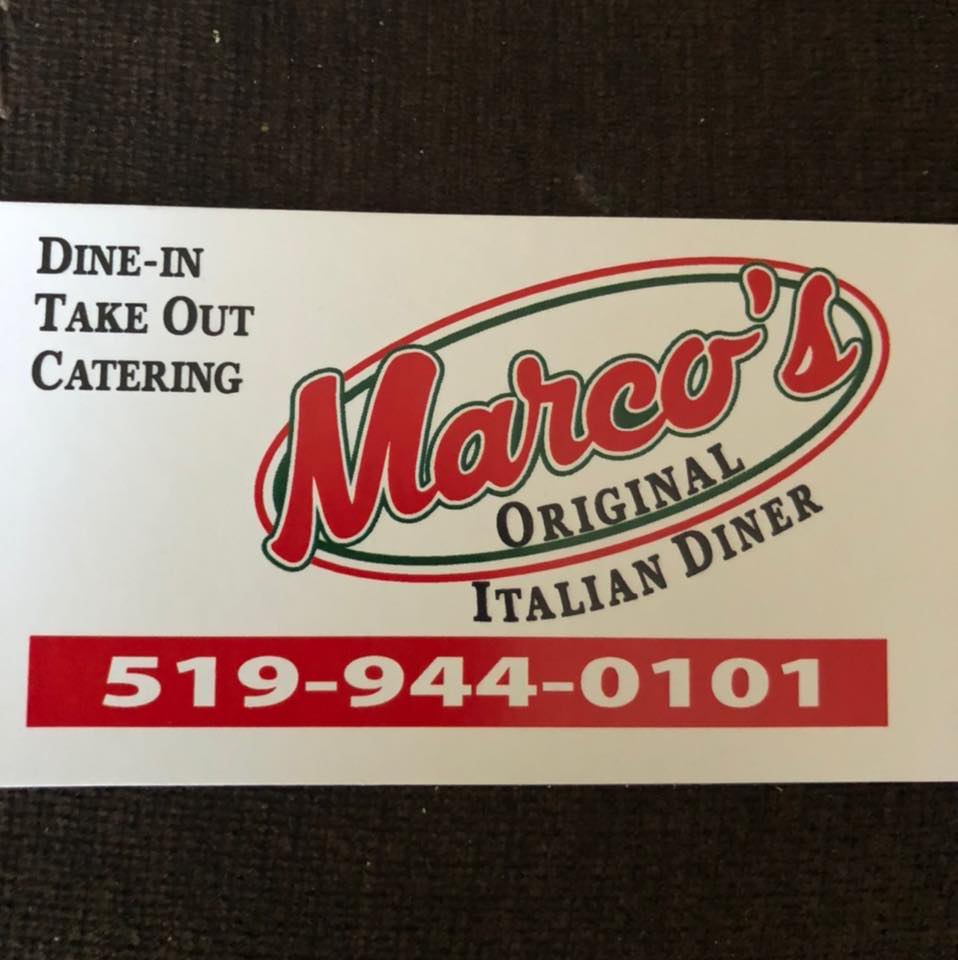 DINE-IN
TAKE OUT
CATERING
Marco's
ORIGINAL
ITALIAN DINER
519-944-0101